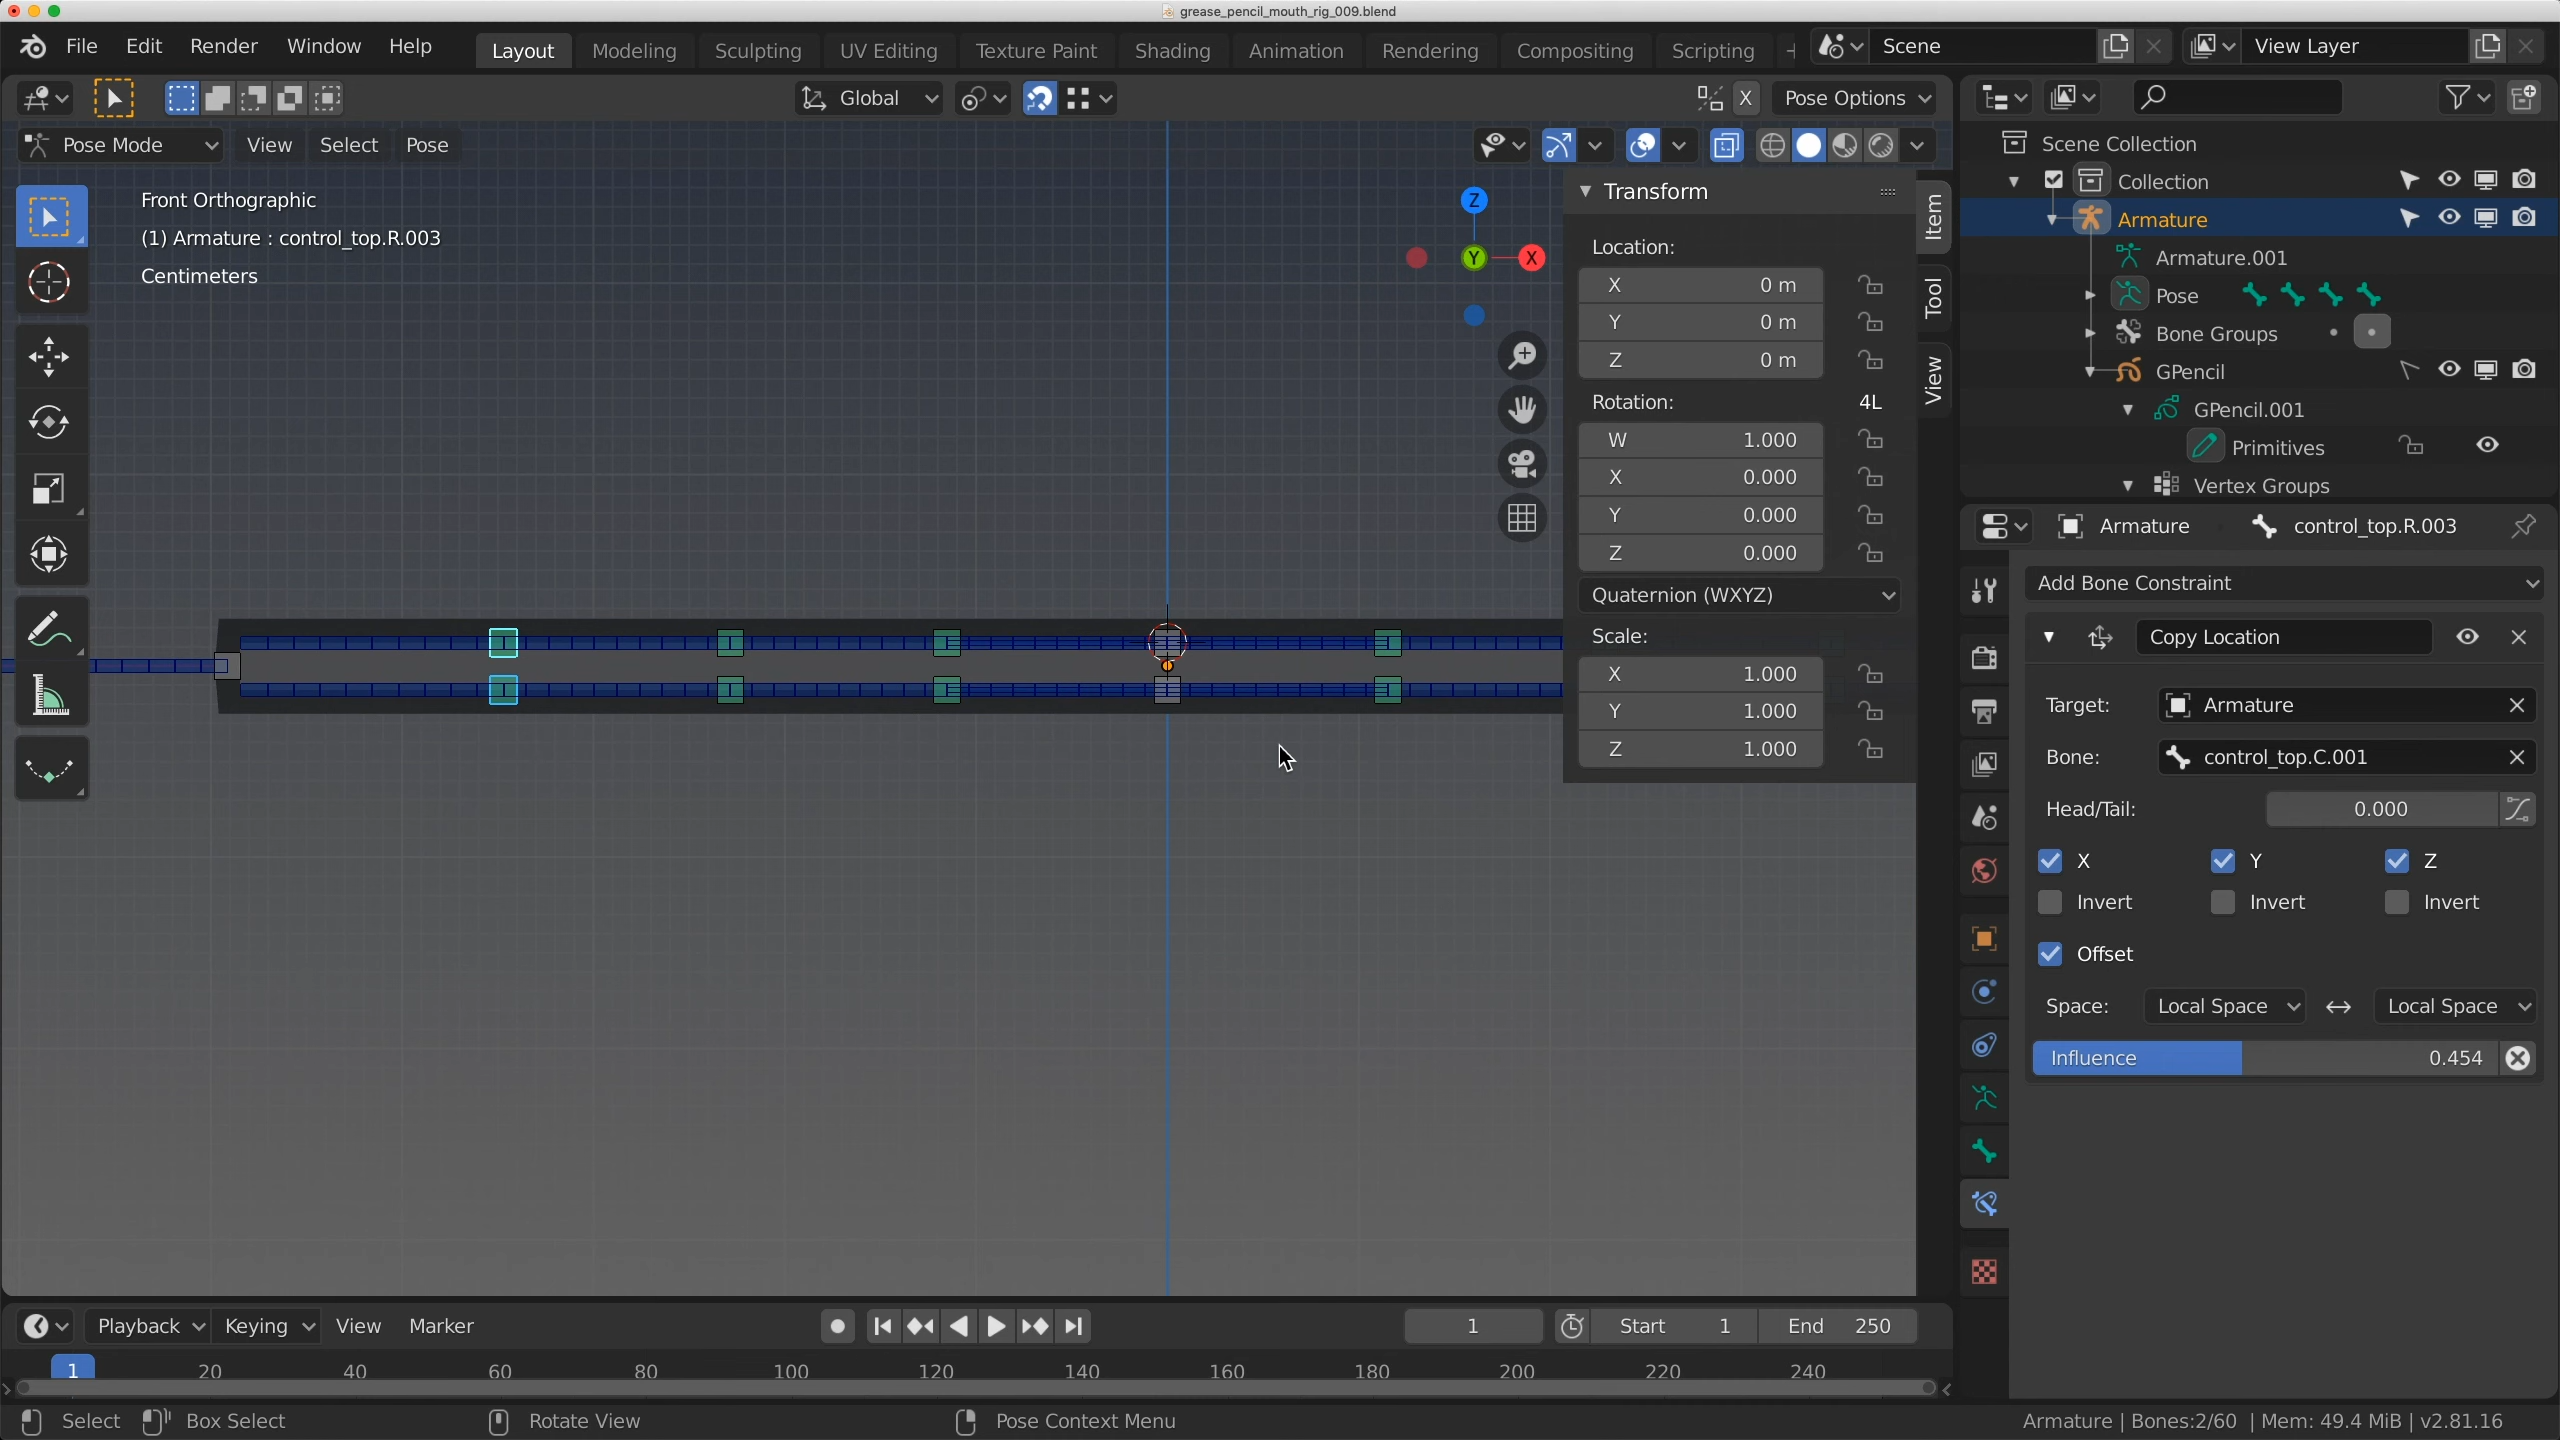 grease_pencil_mouth_rig_009.blend
File Edit Render Window Help Layout Modeling Sculpting UV Editing Texture Paint Shading Animation Rendering Compositing Scripting + Scene View Layer
Global X Pose Options
Pose Mode View Select Pose
Front Orthographic
(1) Armature : control_top.R.003
Centimeters
Z
Y
X
Transform
Location:
X 0 m
Y 0 m
Z 0 m
Rotation: 4L
W 1.000
X 0.000
Y 0.000
Z 0.000
Quaternion (WXYZ)
Scale:
X 1.000
Y 1.000
Z 1.000
Item
Tool
View
Scene Collection
Collection
Armature
Armature.001
Pose
Bone Groups
GPencil
GPencil.001
Primitives
Vertex Groups
Armature control_top.R.003
Add Bone Constraint
Copy Location
Target: Armature
Bone: control_top.C.001
Head/Tail: 0.000
X Y Z
Invert Invert Invert
Offset
Space: Local Space Local Space
Influence 0.454
Playback Keying View Marker 1 Start 1 End 250
1 20 40 60 80 100 120 140 160 180 200 220 240
Select Box Select Rotate View Pose Context Menu Armature | Bones:2/60 | Mem: 49.4 MiB | v2.81.16